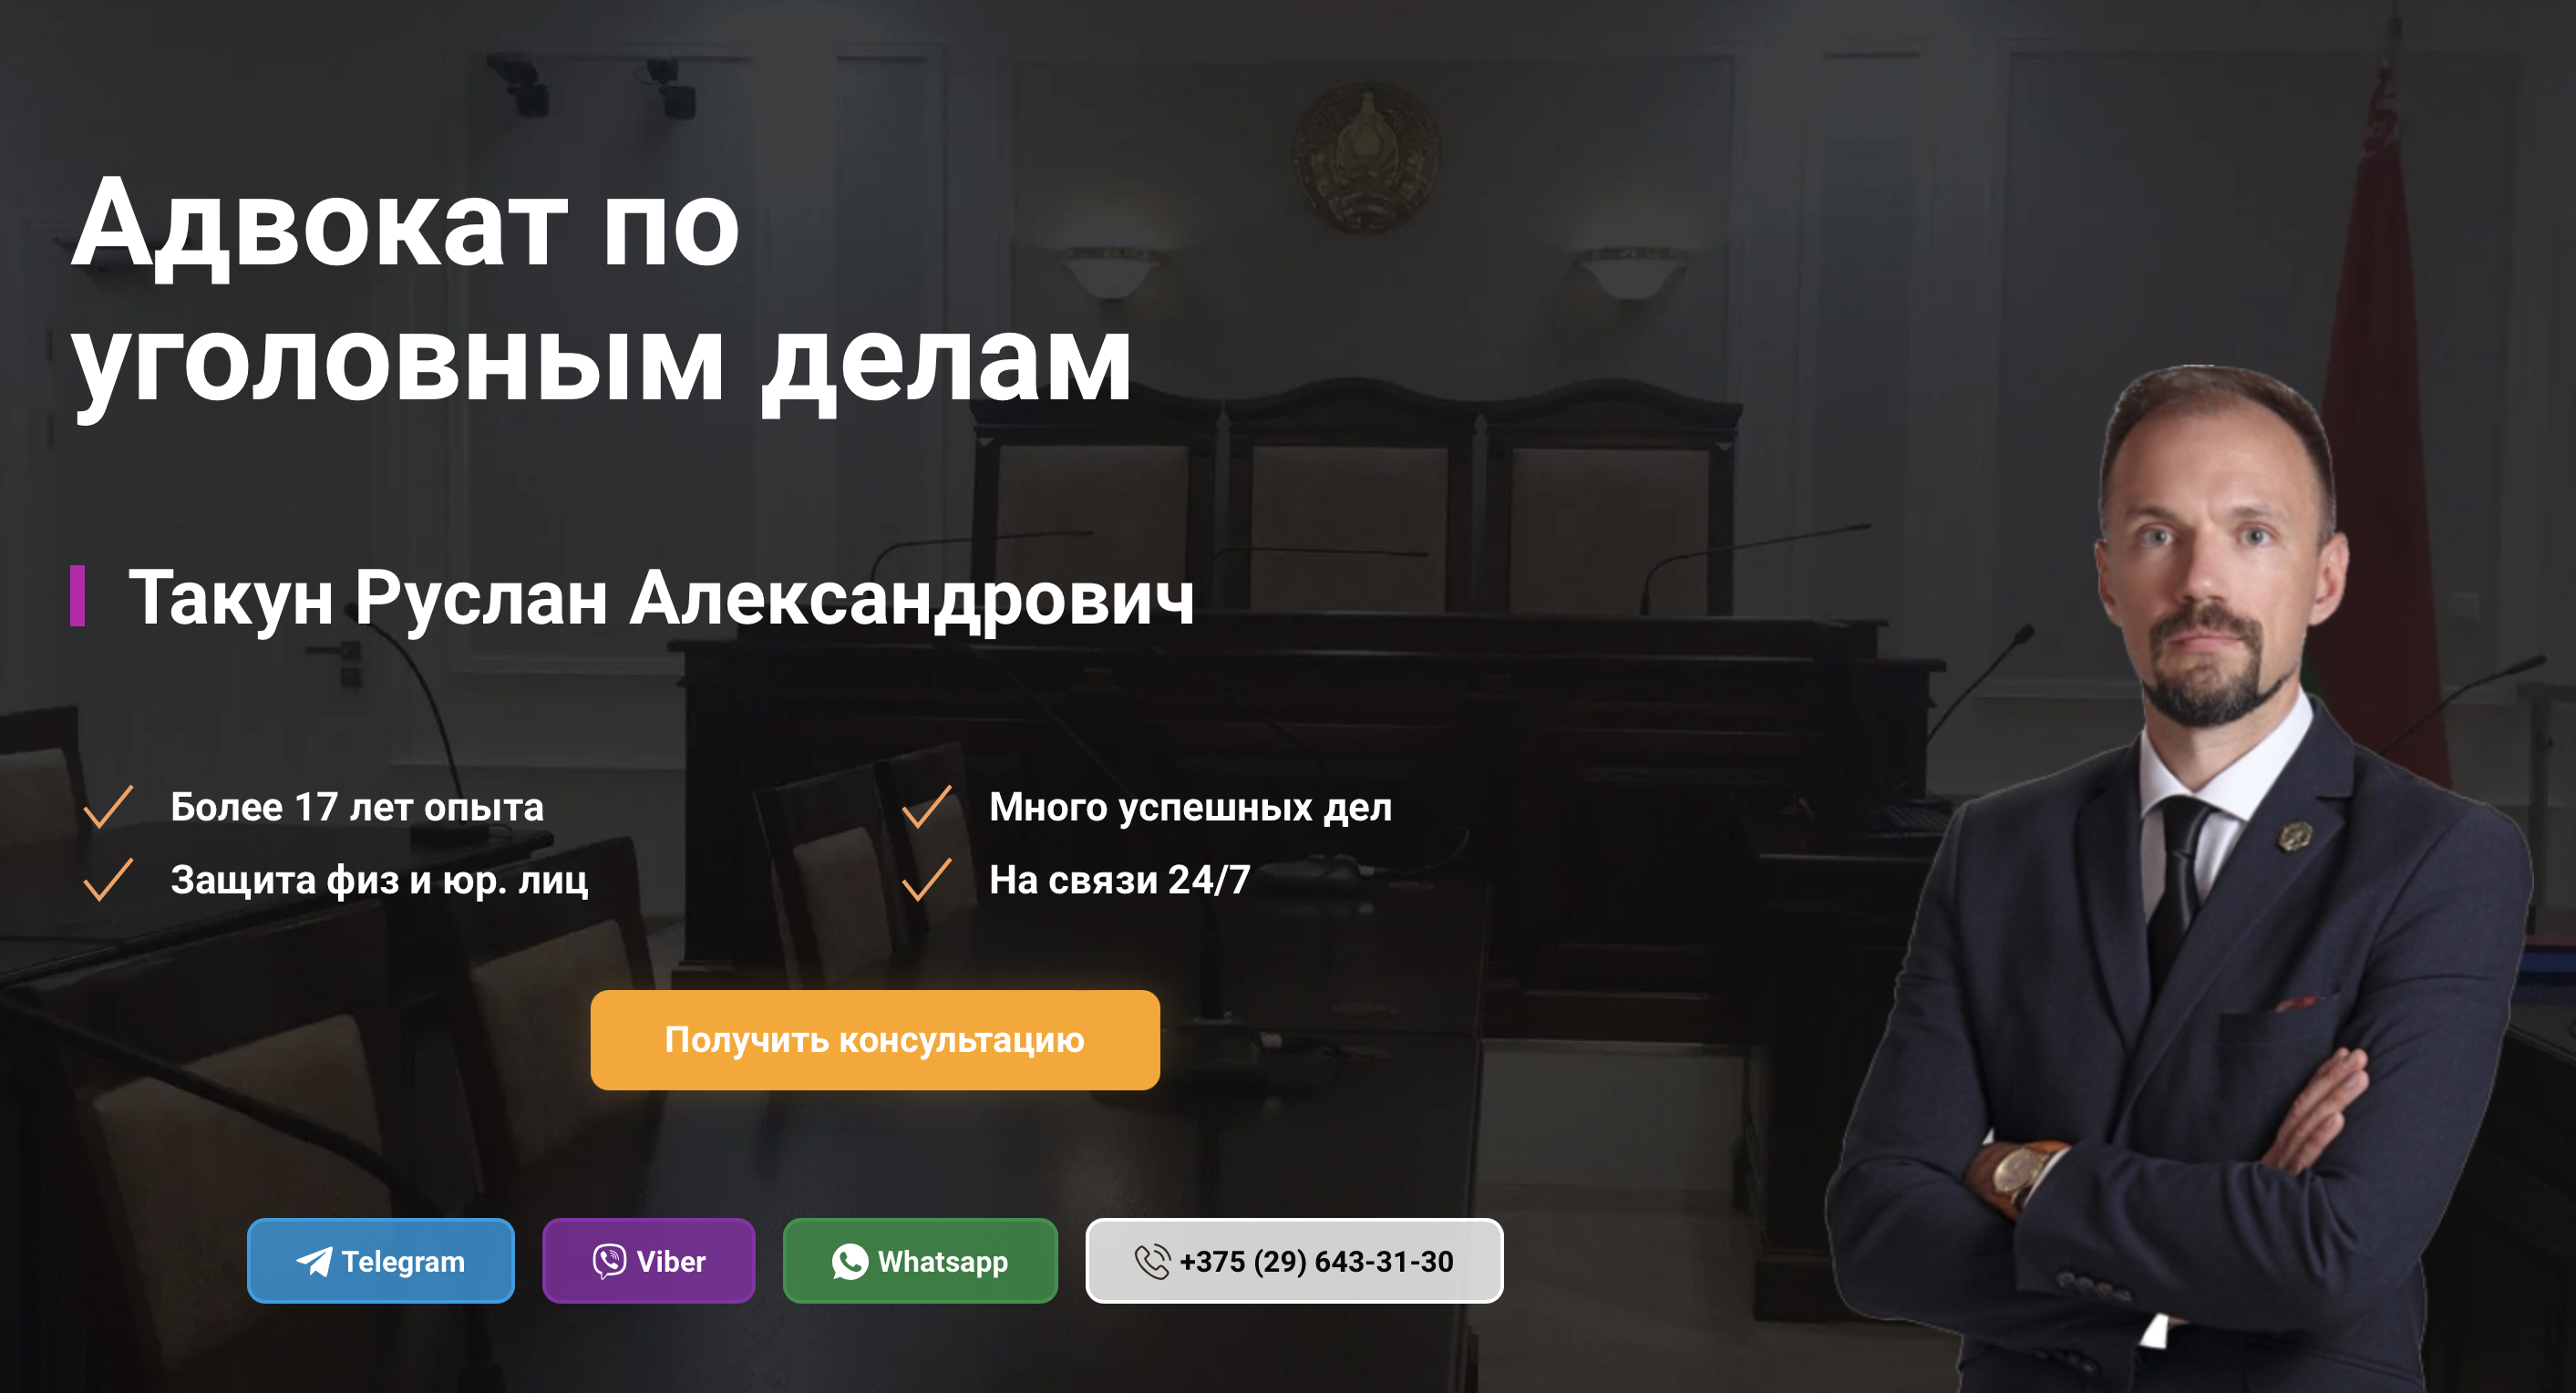 Адвокат по
уголовным делам
Такун Руслан Александрович
Более 17 лет опыта
Много успешных дел
Защита физ и юр. лиц
На связи 24/7
Получить консультацию
Telegram
Viber
Whatsapp
+375 (29) 643-31-30